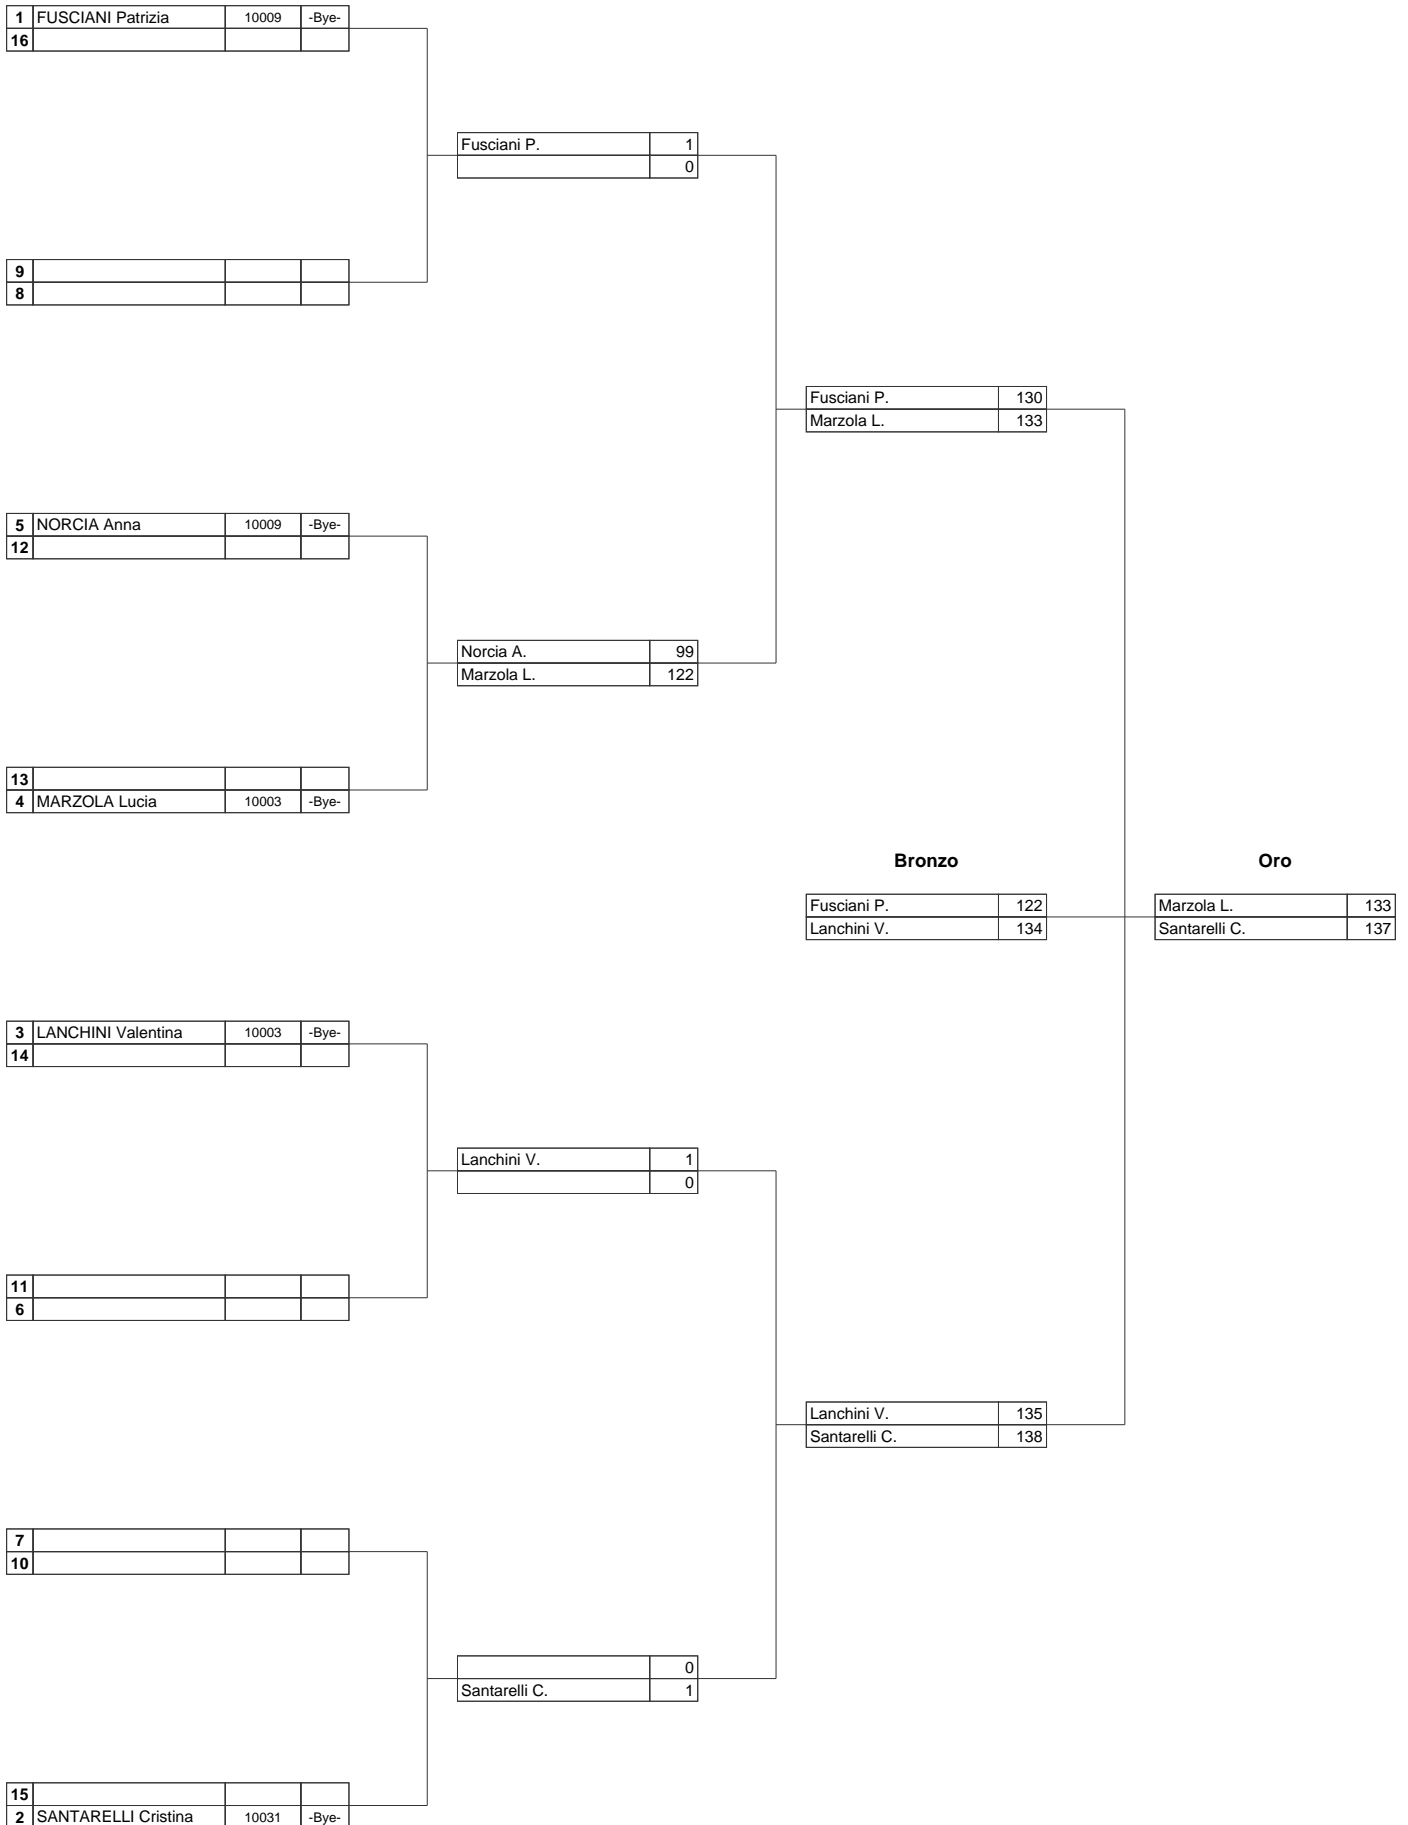 1 FUSCIANI Patrizia 10009 -Bye-
16
Fusciani P. 1
0
9
8
Fusciani P. 130
Marzola L. 133
5 NORCIA Anna 10009 -Bye-
12
Norcia A. 99
Marzola L. 122
13
4 MARZOLA Lucia 10003 -Bye-
Bronzo Oro
Fusciani P. 122 Marzola L. 133
Lanchini V. 134 Santarelli C. 137
3 LANCHINI Valentina 10003 -Bye-
14
Lanchini V. 1
0
11
6
Lanchini V. 135
Santarelli C. 138
7
10
0
Santarelli C. 1
15
2 SANTARELLI Cristina 10031 -Bye-